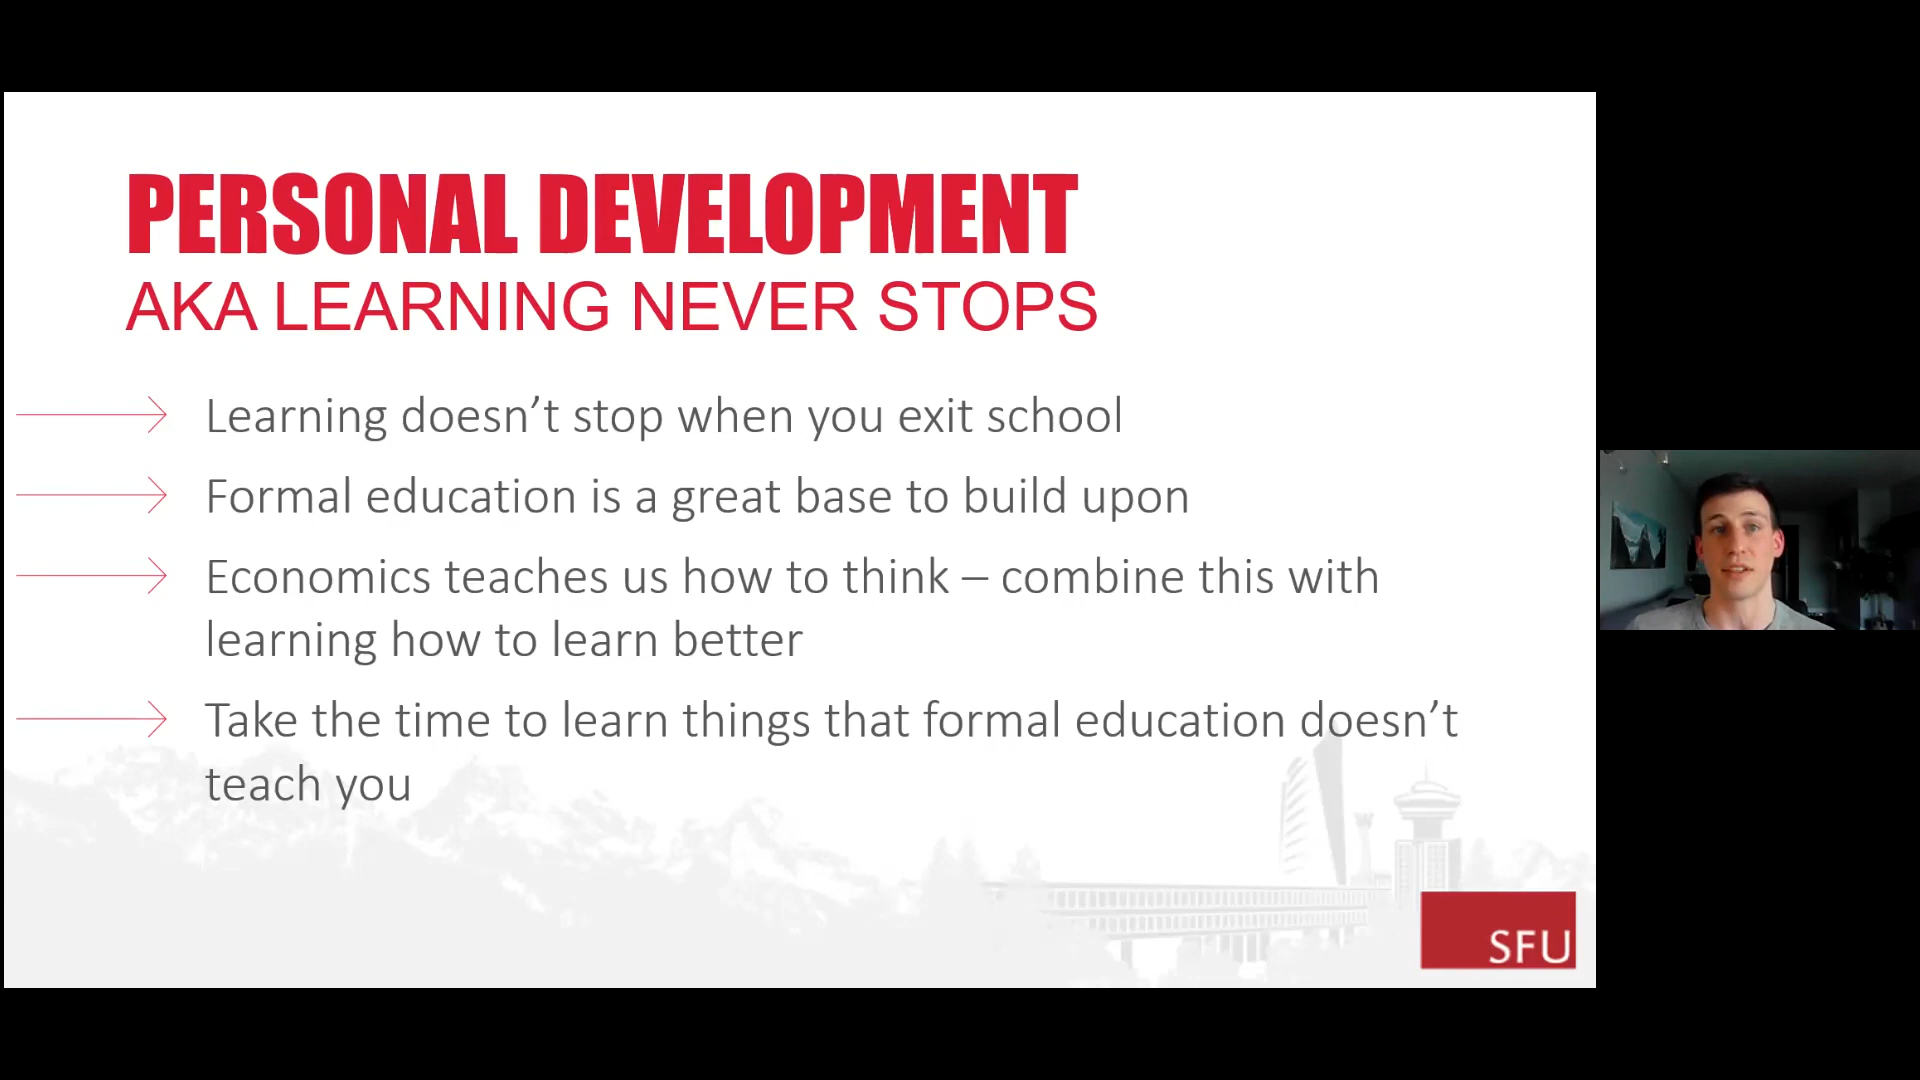 PERSONAL DEVELOPMENT
AKA LEARNING NEVER STOPS
Learning doesn’t stop when you exit school
Formal education is a great base to build upon
Economics teaches us how to think – combine this with
learning how to learn better
Take the time to learn things that formal education doesn’t
teach you
SFU